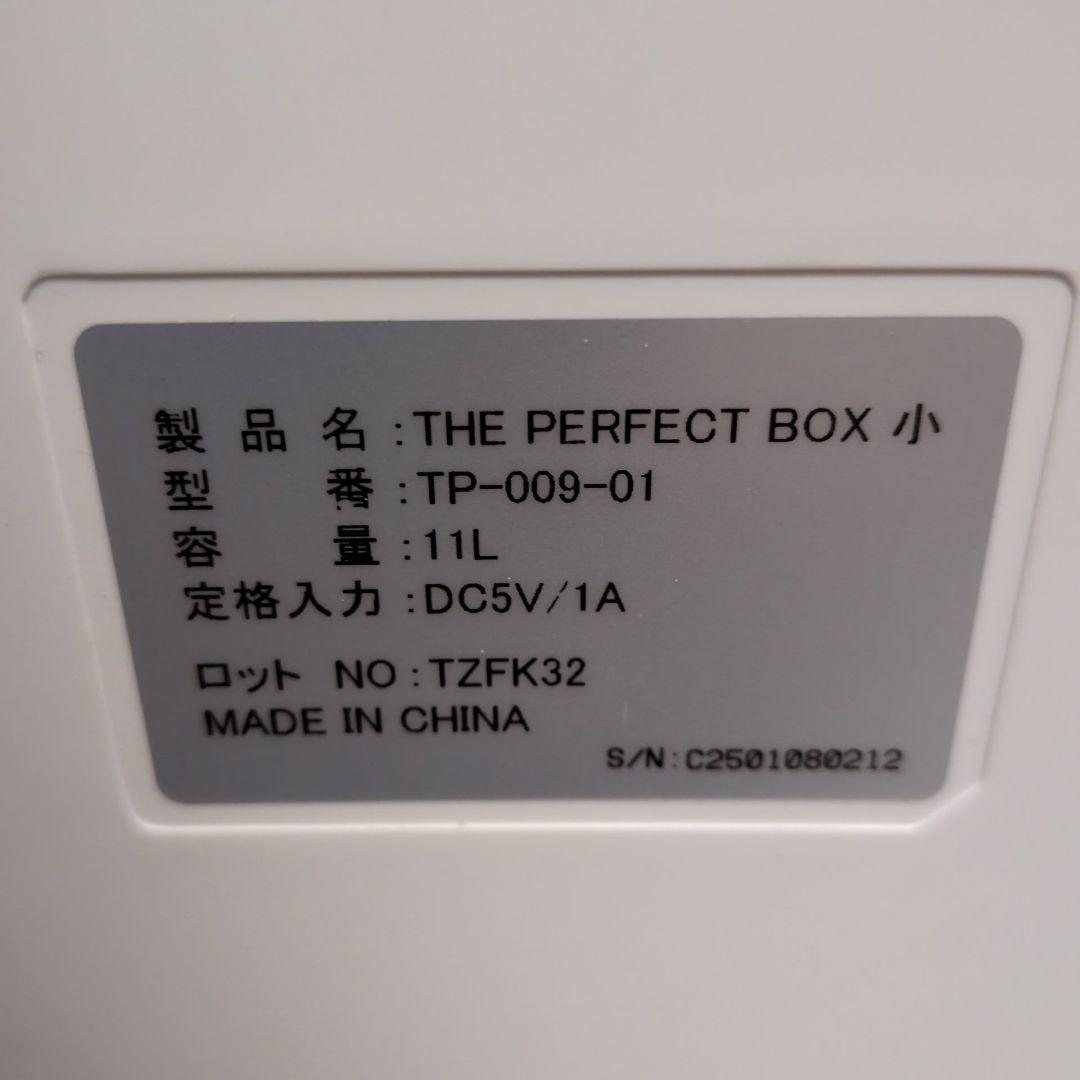 製品名:THE PERFECT BOX 小
型番:TP-009-01
容量:11L
定格入力:DC5V/1A
ロット NO:TZFK32
MADE IN CHINA
S/N:C2501080212